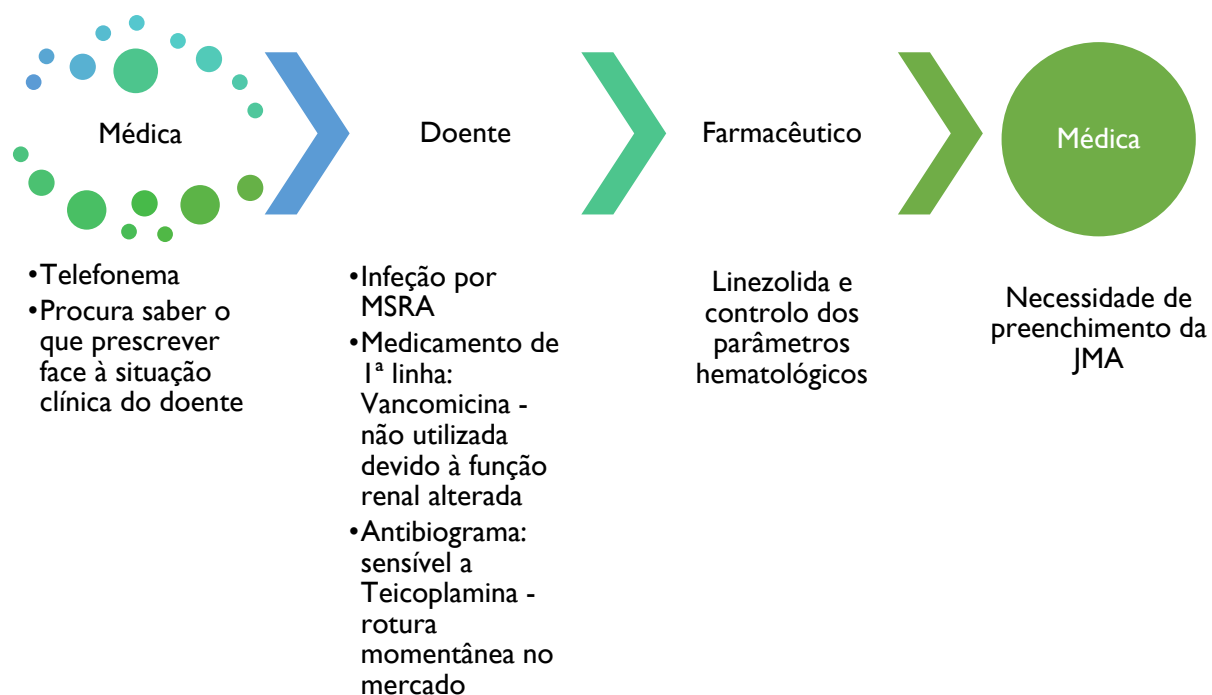 Médica
•Telefonema
•Procura saber o
que prescrever
face à situação
clínica do doente
Doente
•Infeção por
MSRA
•Medicamento de
1ª linha:
Vancomicina -
não utilizada
devido à função
renal alterada
•Antibiograma:
sensível a
Teicoplamina -
rotura
momentânea no
mercado
Farmacêutico
Linezolida e
controlo dos
parâmetros
hematológicos
Médica
Necessidade de
preenchimento da
JMA